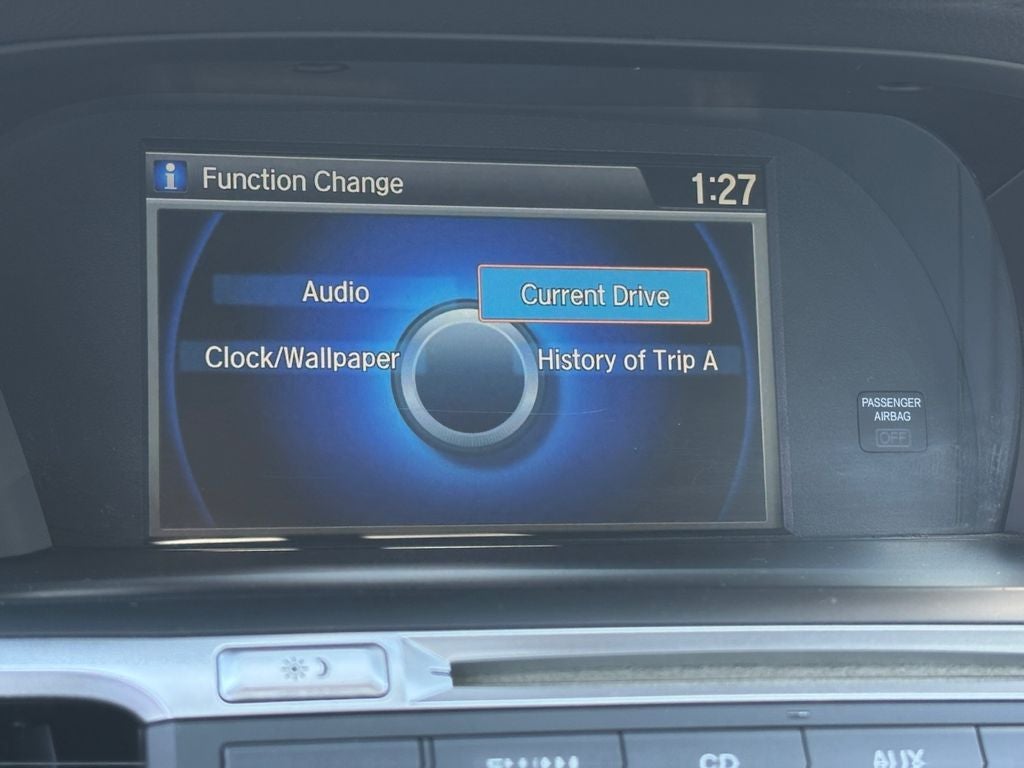 i Function Change 1:27
Audio Current Drive
Clock/Wallpaper History of Trip A
PASSENGER
AIRBAG
OFF
CD AUX